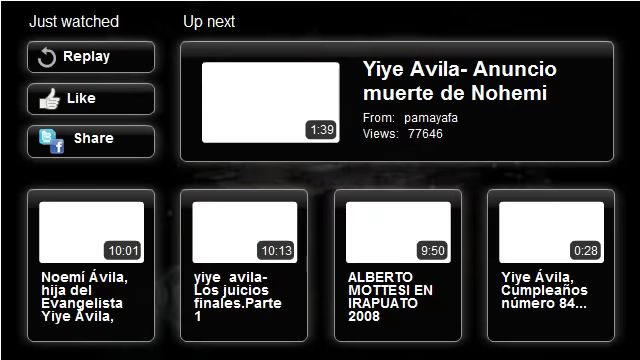 Just watched
Up next
Replay
Like
Share
1:39
Yiye Avila- Anuncio
muerte de Nohemi
From: pamayafa
Views: 77646
10:01
Noemí Ávila,
hija del
Evangelista
Yiye Ávila,
10:13
yiye avila-
Los juicios
finales.Parte
1
9:50
ALBERTO
MOTTESI EN
IRAPUATO
2008
0:28
Yiye Ávila,
Cumpleaños
número 84...